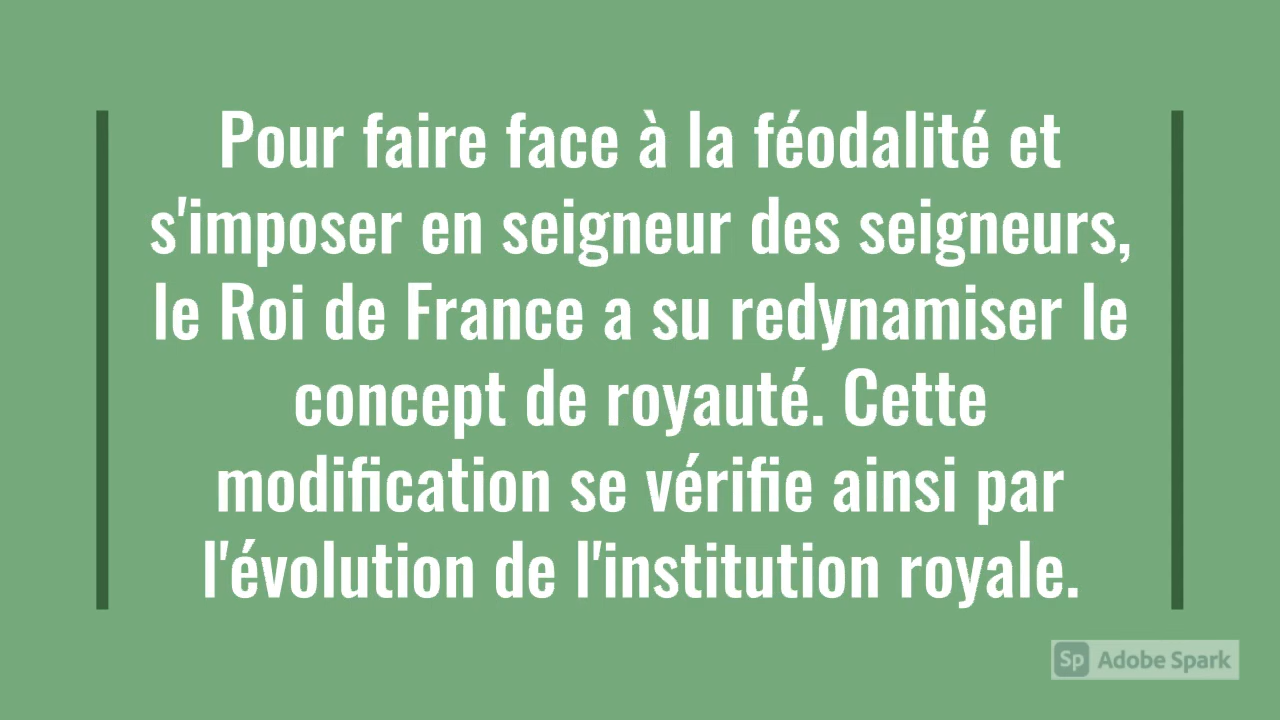 Pour faire face à la féodalité et
s'imposer en seigneur des seigneurs,
le Roi de France a su redynamiser le
concept de royauté. Cette
modification se vérifie ainsi par
l'évolution de l'institution royale.
Sp Adobe Spark